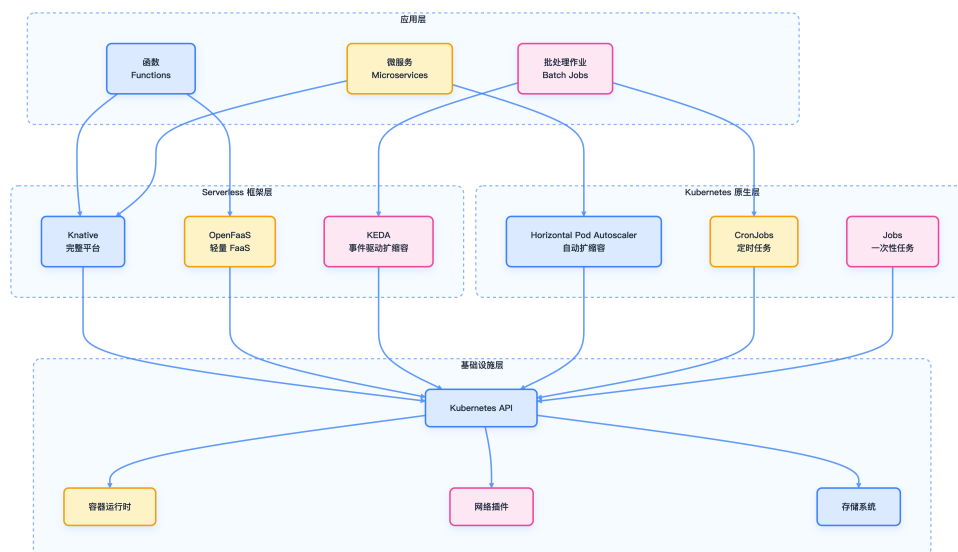 应用层
函数
Functions
微服务
Microservices
批处理作业
Batch Jobs
Serverless 框架层
Kubernetes 原生层
Knative
完整平台
OpenFaaS
轻量 FaaS
KEDA
事件驱动扩缩容
Horizontal Pod Autoscaler
自动扩缩容
CronJobs
定时任务
Jobs
一次性任务
基础设施层
Kubernetes API
容器运行时
网络插件
存储系统